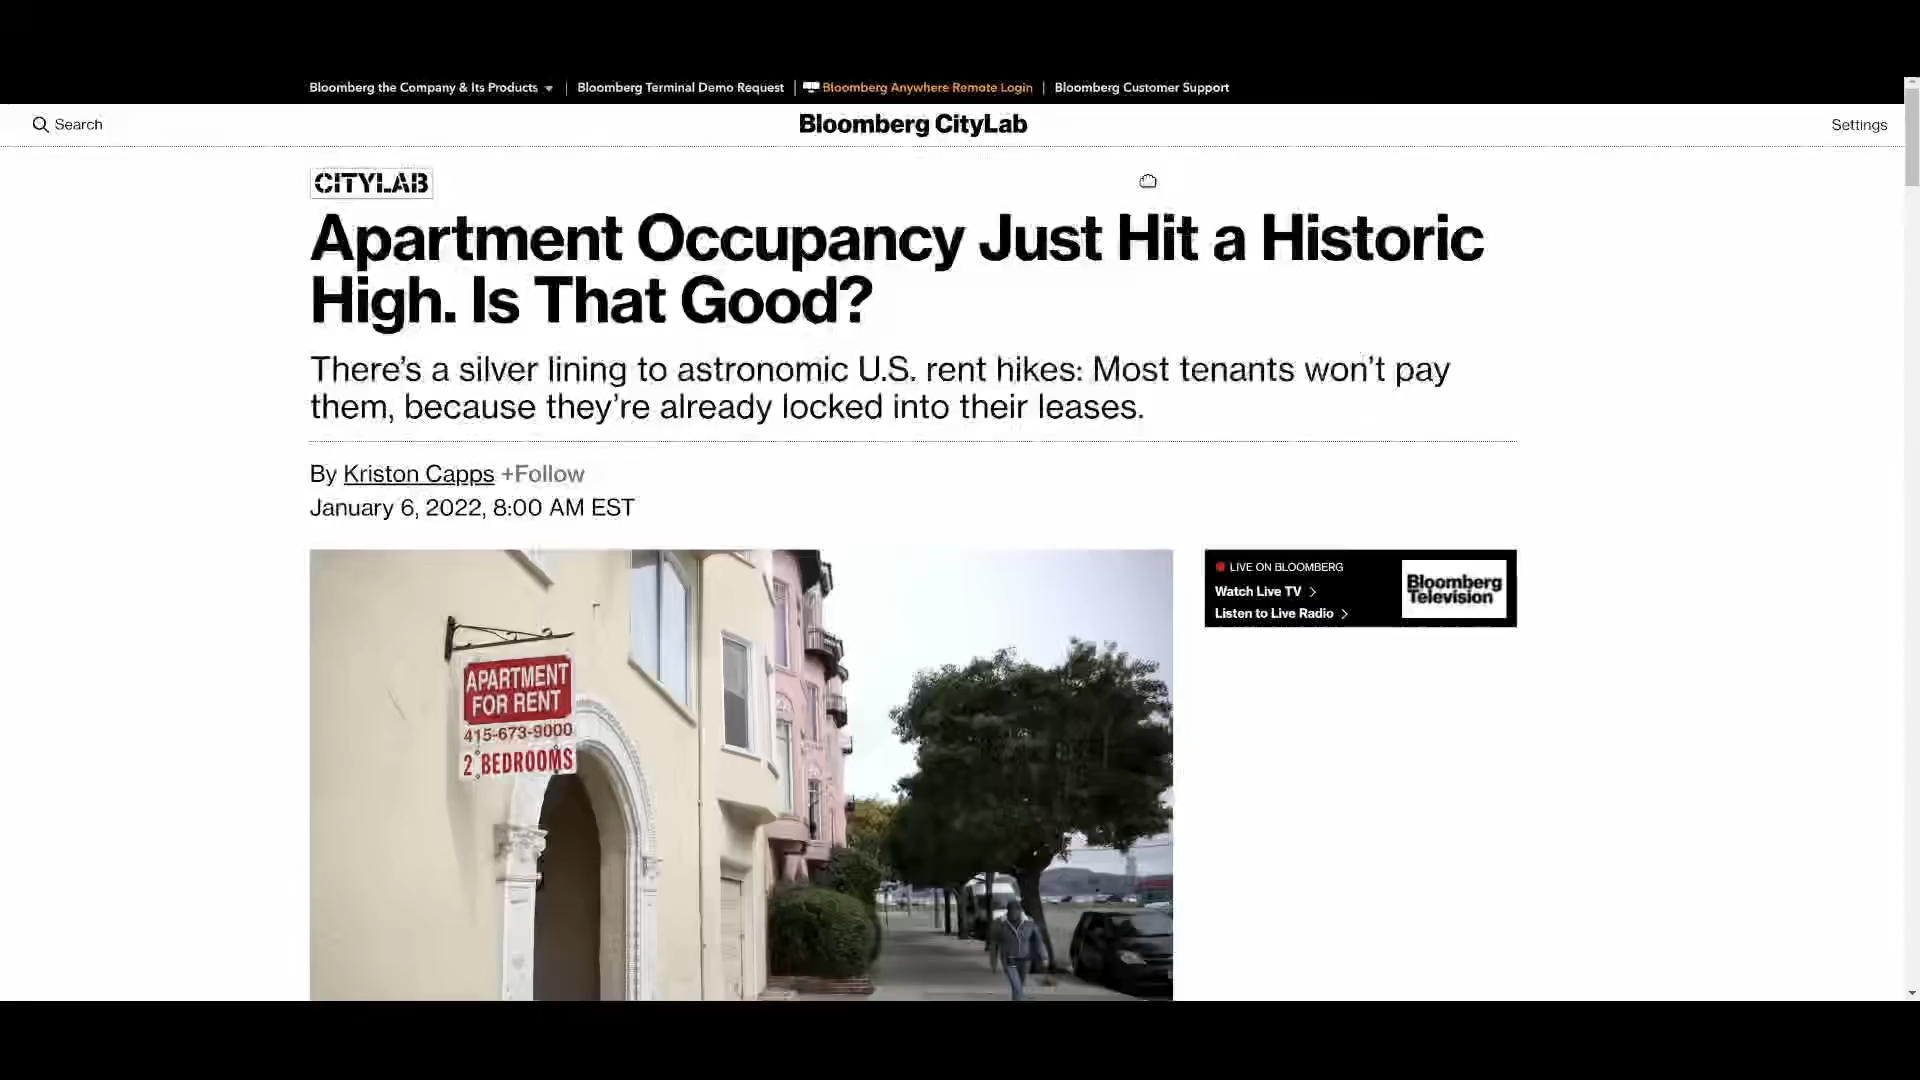 Bloomberg the Company & Its Products
Bloomberg Terminal Demo Request
Bloomberg Anywhere Remote Login
Bloomberg Customer Support
Search
Bloomberg CityLab
Settings
CITYLAB
Apartment Occupancy Just Hit a Historic
High. Is That Good?
There's a silver lining to astronomic U.S. rent hikes: Most tenants won't pay
them, because they're already locked into their leases.
By Kriston Capps +Follow
January 6, 2022, 8:00 AM EST
APARTMENT
FOR RENT
415-673-9000
2 BEDROOMS
LIVE ON BLOOMBERG
Watch Live TV
Listen to Live Radio
Bloomberg
Television